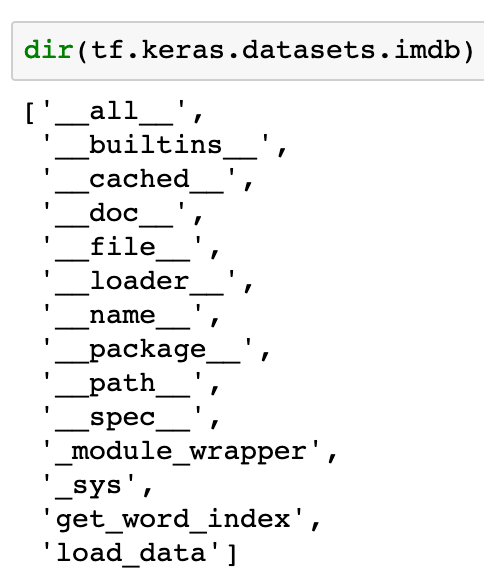 dir(tf.keras.datasets.imdb)
['__all__',
'__builtins__',
'__cached__',
'__doc__',
'__file__',
'__loader__',
'__name__',
'__package__',
'__path__',
'__spec__',
'_module_wrapper',
'_sys',
'get_word_index',
'load_data']